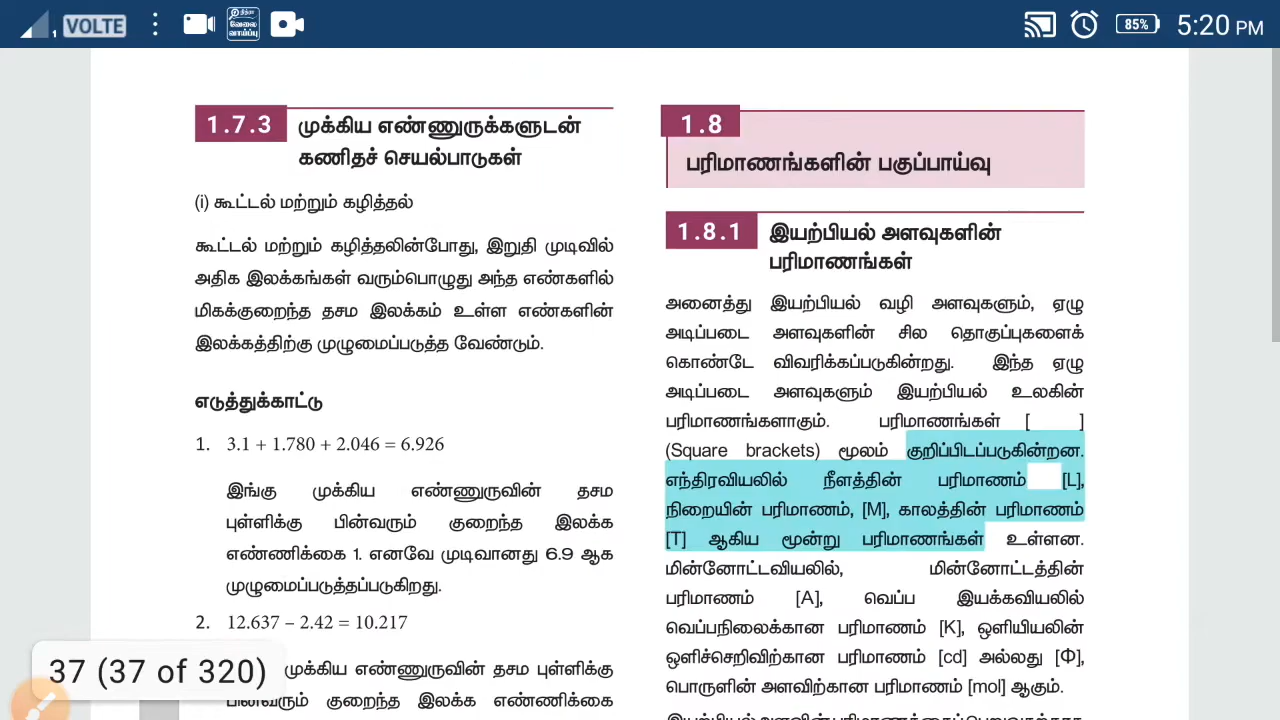 VOLTE
85%
5:20 PM
1.7.3 முக்கிய எண்ணுருக்களுடன்
கணிதச் செயல்பாடுகள்
(i) கூட்டல் மற்றும் கழித்தல்
கூட்டல் மற்றும் கழித்தலின்போது, இறுதி முடிவில்
அதிக இலக்கங்கள் வரும்பொழுது அந்த எண்களில்
மிகக்குறைந்த தசம இலக்கம் உள்ள எண்களின்
இலக்கத்திற்கு முழுமைப்படுத்த வேண்டும்.
எடுத்துக்காட்டு
1. 3.1 + 1.780 + 2.046 = 6.926
இங்கு முக்கிய எண்ணுருவின் தசம
புள்ளிக்கு பின்வரும் குறைந்த இலக்க
எண்ணிக்கை 1. எனவே முடிவானது 6.9 ஆக
முழுமைப்படுத்தப்படுகிறது.
2. 12.637 – 2.42 = 10.217
முக்கிய எண்ணுருவின் தசம புள்ளிக்கு
பின்வரும் குறைந்த இலக்க எண்ணிக்கை
37 (37 of 320)
1.8
பரிமாணங்களின் பகுப்பாய்வு
1.8.1 இயற்பியல் அளவுகளின்
பரிமாணங்கள்
அனைத்து இயற்பியல் வழி அளவுகளும், ஏழு
அடிப்படை அளவுகளின் சில தொகுப்புகளைக்
கொண்டே விவரிக்கப்படுகின்றது. இந்த ஏழு
அடிப்படை அளவுகளும் இயற்பியல் உலகின்
பரிமாணங்களாகும். பரிமாணங்கள் [ ]
(Square brackets) மூலம் குறிப்பிடப்படுகின்றன.
எந்திரவியலில் நீளத்தின் பரிமாணம் [L],
நிறையின் பரிமாணம், [M], காலத்தின் பரிமாணம்
[T] ஆகிய மூன்று பரிமாணங்கள் உள்ளன.
மின்னோட்டவியலில், மின்னோட்டத்தின்
பரிமாணம் [A], வெப்ப இயக்கவியலில்
வெப்பநிலைக்கான பரிமாணம் [K], ஒளியியலின்
ஒளிச்செறிவிற்கான பரிமாணம் [cd] அல்லது [Φ],
பொருளின் அளவிற்கான பரிமாணம் [mol] ஆகும்.